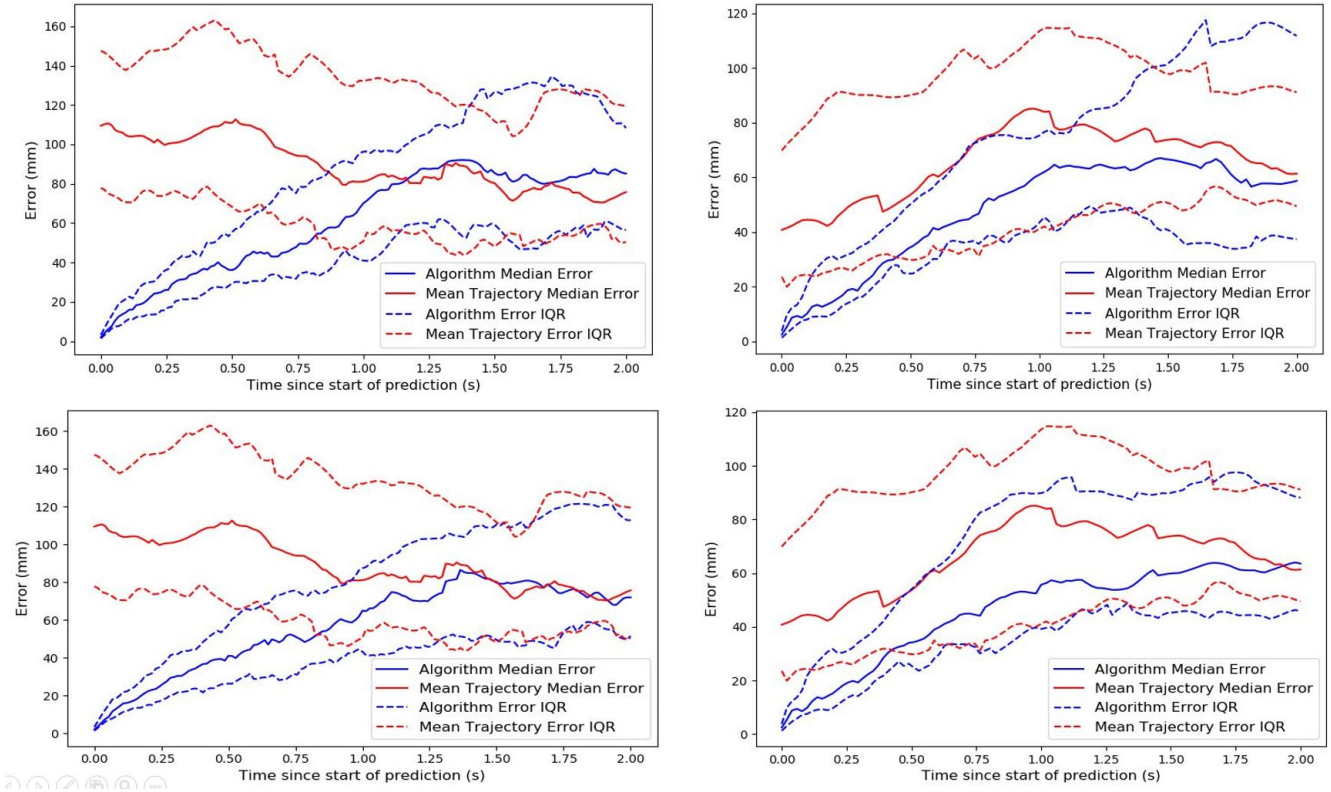 160
140
120
100
80
60
40
20
0
Error (mm)
0.00 0.25 0.50 0.75 1.00 1.25 1.50 1.75 2.00
Time since start of prediction (s)
Algorithm Median Error
Mean Trajectory Median Error
Algorithm Error IQR
Mean Trajectory Error IQR
120
100
80
60
40
20
0
Error (mm)
0.00 0.25 0.50 0.75 1.00 1.25 1.50 1.75 2.00
Time since start of prediction (s)
Algorithm Median Error
Mean Trajectory Median Error
Algorithm Error IQR
Mean Trajectory Error IQR
160
140
120
100
80
60
40
20
0
Error (mm)
0.00 0.25 0.50 0.75 1.00 1.25 1.50 1.75 2.00
Time since start of prediction (s)
Algorithm Median Error
Mean Trajectory Median Error
Algorithm Error IQR
Mean Trajectory Error IQR
120
100
80
60
40
20
0
Error (mm)
0.00 0.25 0.50 0.75 1.00 1.25 1.50 1.75 2.00
Time since start of prediction (s)
Algorithm Median Error
Mean Trajectory Median Error
Algorithm Error IQR
Mean Trajectory Error IQR